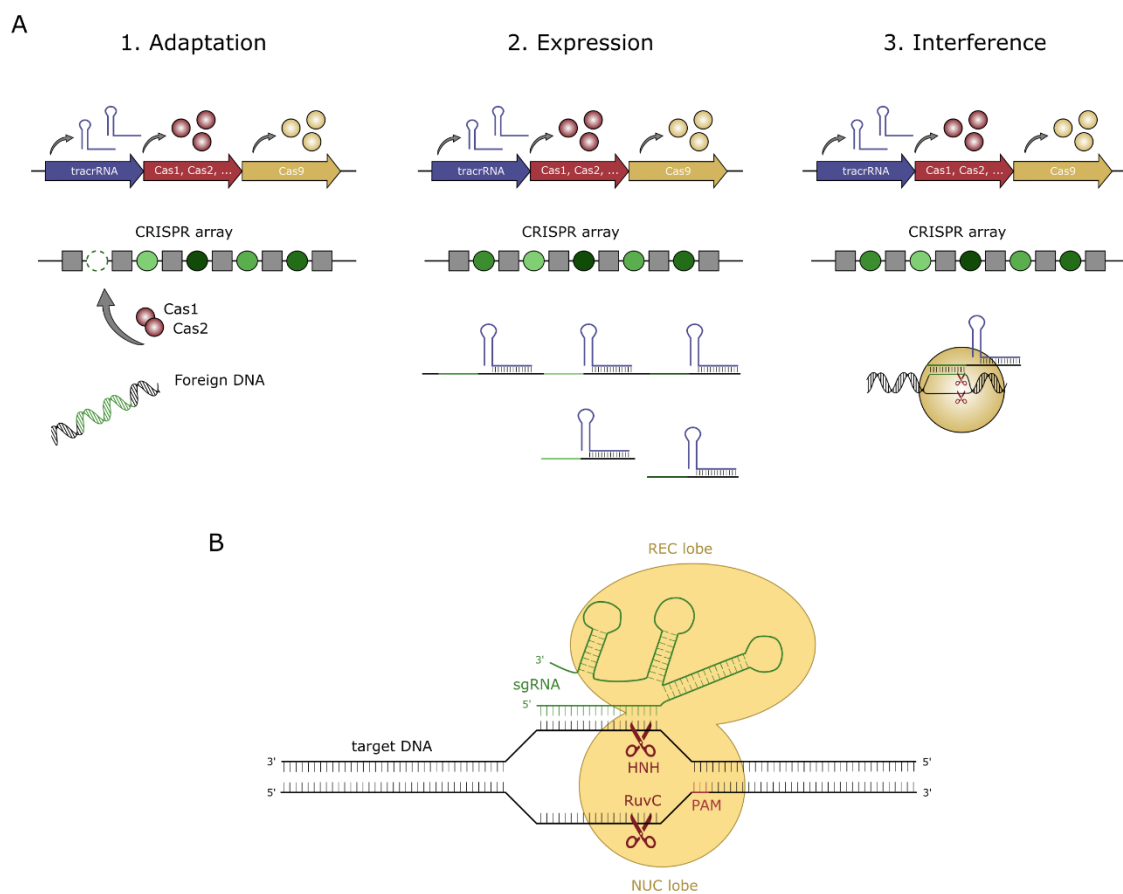 A
1. Adaptation
2. Expression
3. Interference
tracrRNA
Cas1, Cas2, ...
Cas9
tracrRNA
Cas1, Cas2, ...
Cas9
tracrRNA
Cas1, Cas2, ...
Cas9
CRISPR array
CRISPR array
CRISPR array
Cas1
Cas2
Foreign DNA
B
REC lobe
3'
sgRNA
5'
target DNA
3'
5'
HNH
5'
RuvC
PAM
3'
NUC lobe